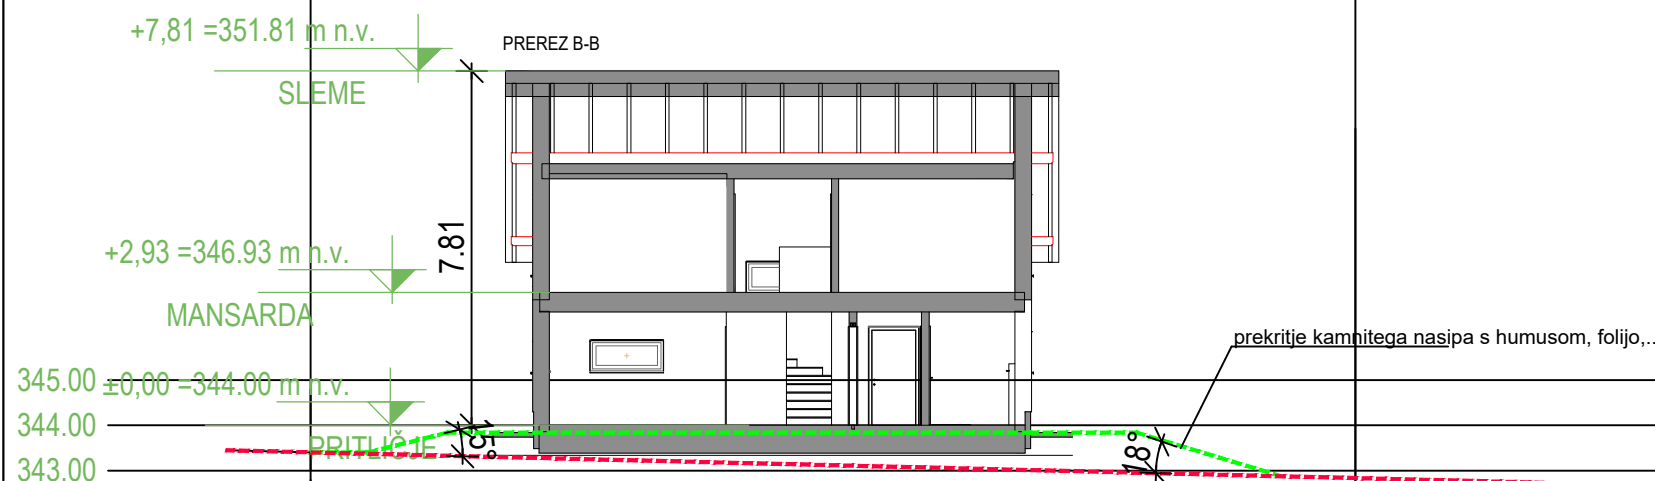 +7,81 =351.81 m n.v.
SLEME
PREREZ B-B
7.81
+2,93 =346.93 m n.v.
MANSARDA
prekritje kamnitega nasipa s humusom, folijo,..
345.00
±0,00 =344.00 m n.v.
344.00
PRITLIČJE
15°
18°
343.00